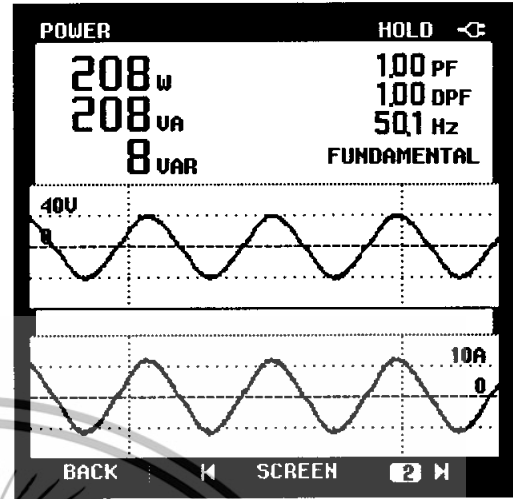 POWER HOLD
208 W 1,00 PF
208 VA 1,00 DPF
8 VAR 50,1 Hz
FUNDAMENTAL
40V
0
10A
0
BACK SCREEN 2